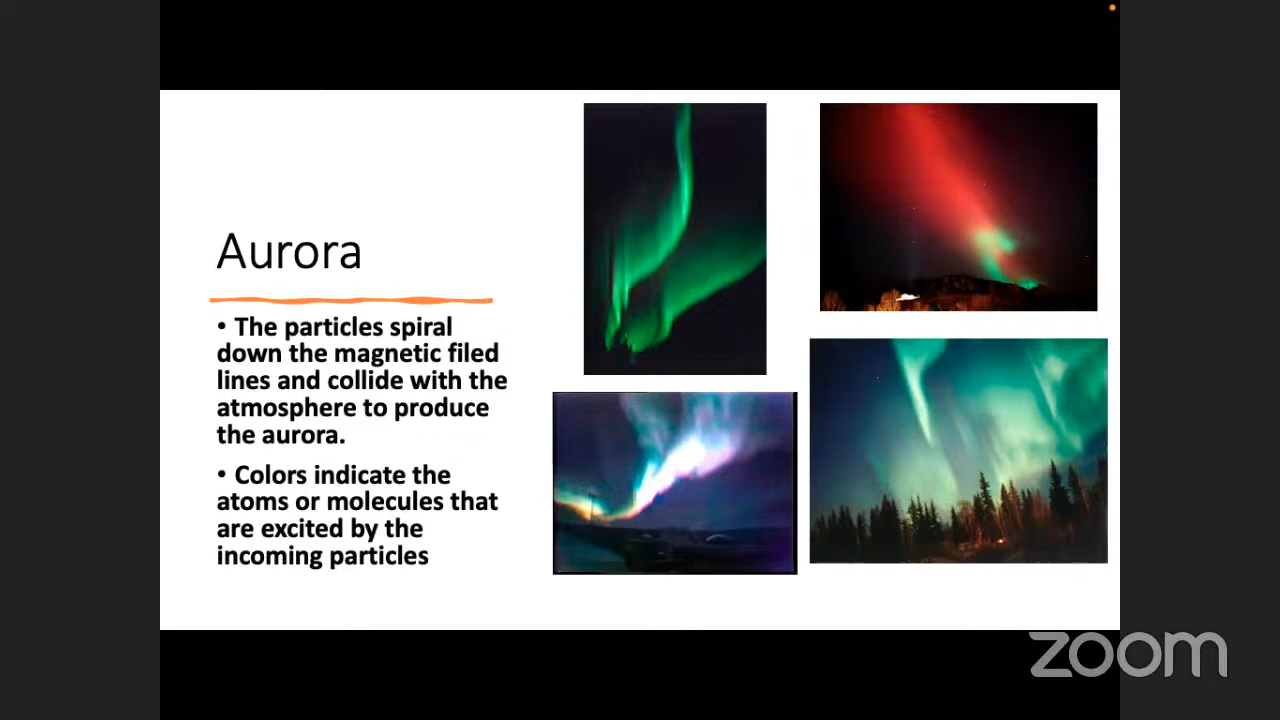 Aurora
• The particles spiral
down the magnetic filed
lines and collide with the
atmosphere to produce
the aurora.
• Colors indicate the
atoms or molecules that
are excited by the
incoming particles
zoom